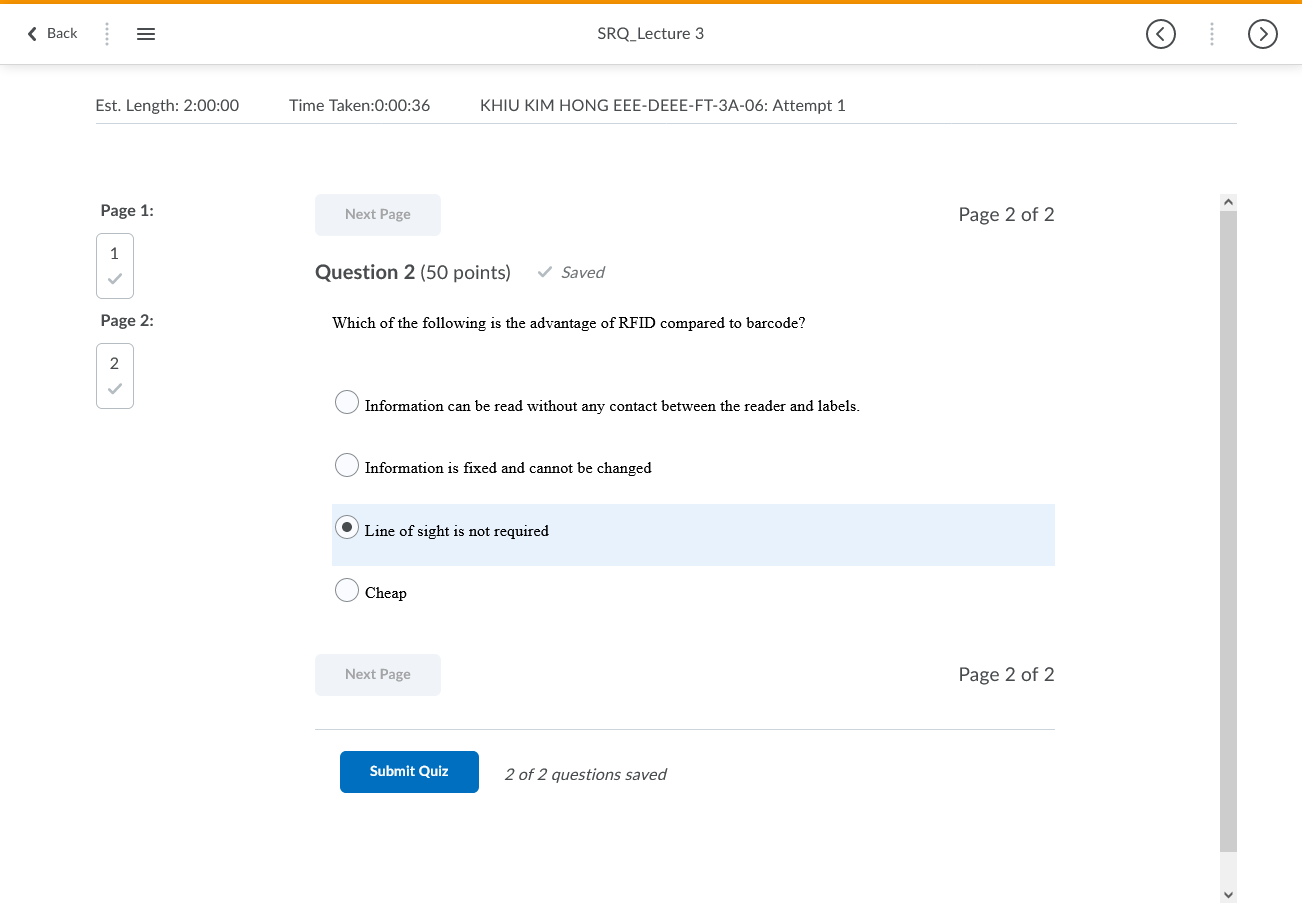 Back
SRQ_Lecture 3
Est. Length: 2:00:00 Time Taken:0:00:36 KHIU KIM HONG EEE-DEEE-FT-3A-06: Attempt 1
Page 1:
1
Page 2:
2
Next Page
Page 2 of 2
Question 2 (50 points) Saved
Which of the following is the advantage of RFID compared to barcode?
Information can be read without any contact between the reader and labels.
Information is fixed and cannot be changed
Line of sight is not required
Cheap
Next Page
Page 2 of 2
Submit Quiz
2 of 2 questions saved